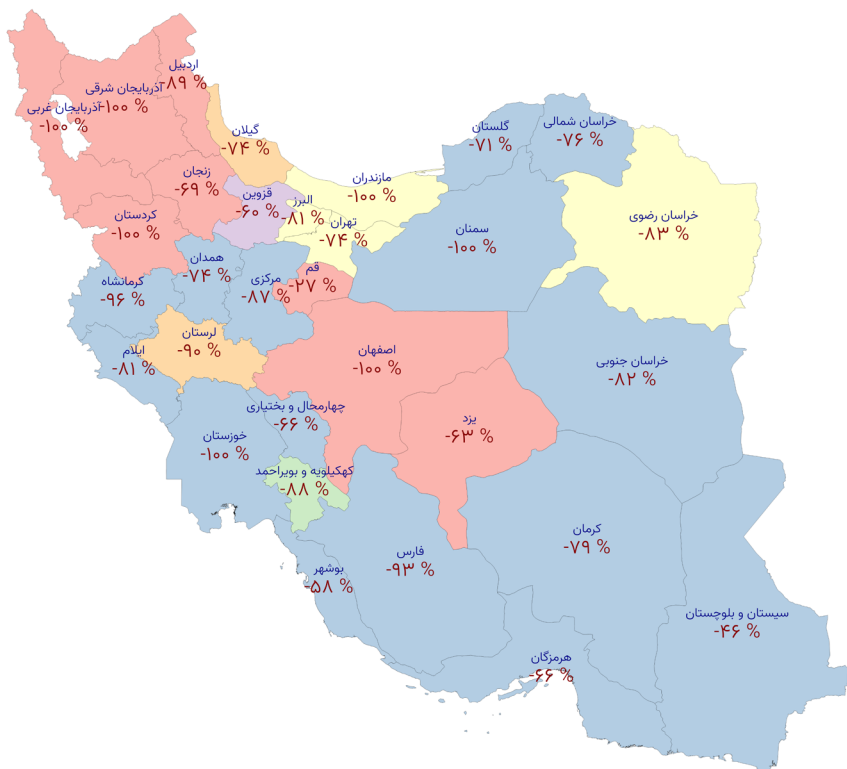 اردبیل
-۸۹ %
آذربایجان شرقی
-۱۰۰ %
آذربایجان غربی
-۱۰۰ %
گیلان
-۷۴ %
گلستان
-۷۱ %
خراسان شمالی
-۷۶ %
زنجان
-۶۹ %
مازندران
-۱۰۰ %
قزوین
-۶۰ %
البرز
-۸۱ %
تهران
-۷۴ %
کردستان
-۱۰۰ %
سمنان
-۱۰۰ %
خراسان رضوی
-۸۳ %
همدان
-۷۴ %
قم
-۲۷ %
مرکزی
-۸۷ %
کرمانشاه
-۹۶ %
لرستان
-۹۰ %
ایلام
-۸۱ %
اصفهان
-۱۰۰ %
خراسان جنوبی
-۸۲ %
چهارمحال و بختیاری
-۶۶ %
یزد
-۶۳ %
خوزستان
-۱۰۰ %
کهکیلویه و بویراحمد
-۸۸ %
کرمان
-۷۹ %
فارس
-۹۳ %
بوشهر
-۵۸ %
سیستان و بلوچستان
-۴۶ %
هرمزگان
-۶۶ %